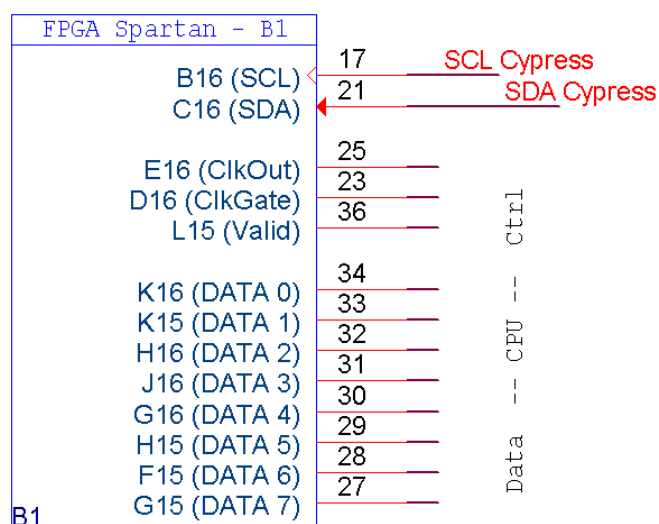 FPGA Spartan - B1
B16 (SCL) 17 SCL Cypress
C16 (SDA) 21 SDA Cypress
E16 (ClkOut) 25
D16 (ClkGate) 23
L15 (Valid) 36
K16 (DATA 0) 34
K15 (DATA 1) 33
H16 (DATA 2) 32
J16 (DATA 3) 31
G16 (DATA 4) 30
H15 (DATA 5) 29
F15 (DATA 6) 28
G15 (DATA 7) 27
B1
Data -- CPU -- Ctrl